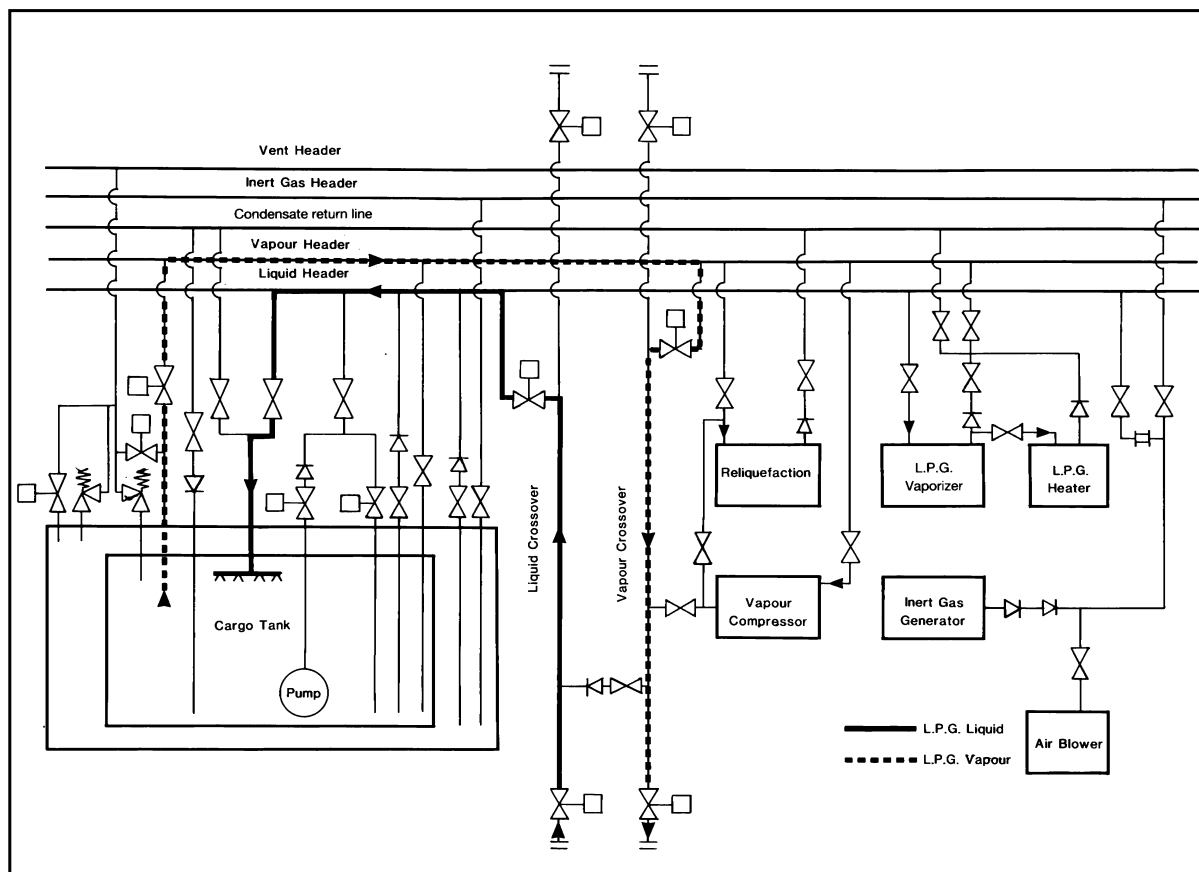 Vent Header
Inert Gas Header
Condensate return line
Vapour Header
Liquid Header
Reliquefaction
L.P.G.
Vaporizer
L.P.G.
Heater
Liquid Crossover
Vapour Crossover
Cargo Tank
Pump
Vapour
Compressor
Inert Gas
Generator
Air Blower
L.P.G. Liquid
L.P.G. Vapour